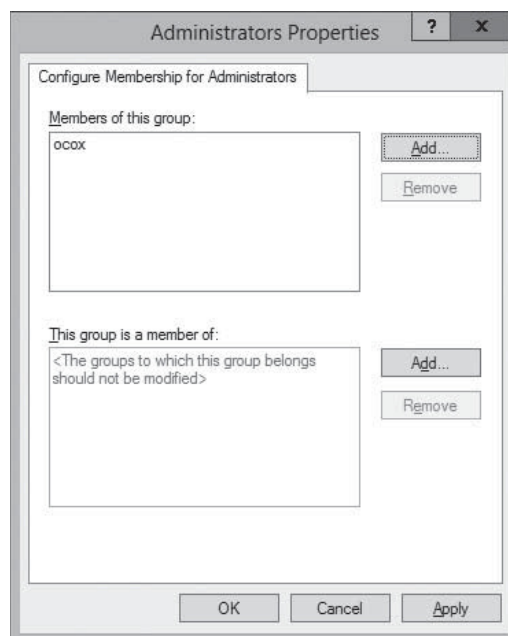 Administrators Properties
? x
Configure Membership for Administrators
Members of this group:
ocox
Add...
Remove
This group is a member of:
<The groups to which this group belongs
should not be modified>
Add...
Remove
OK Cancel Apply